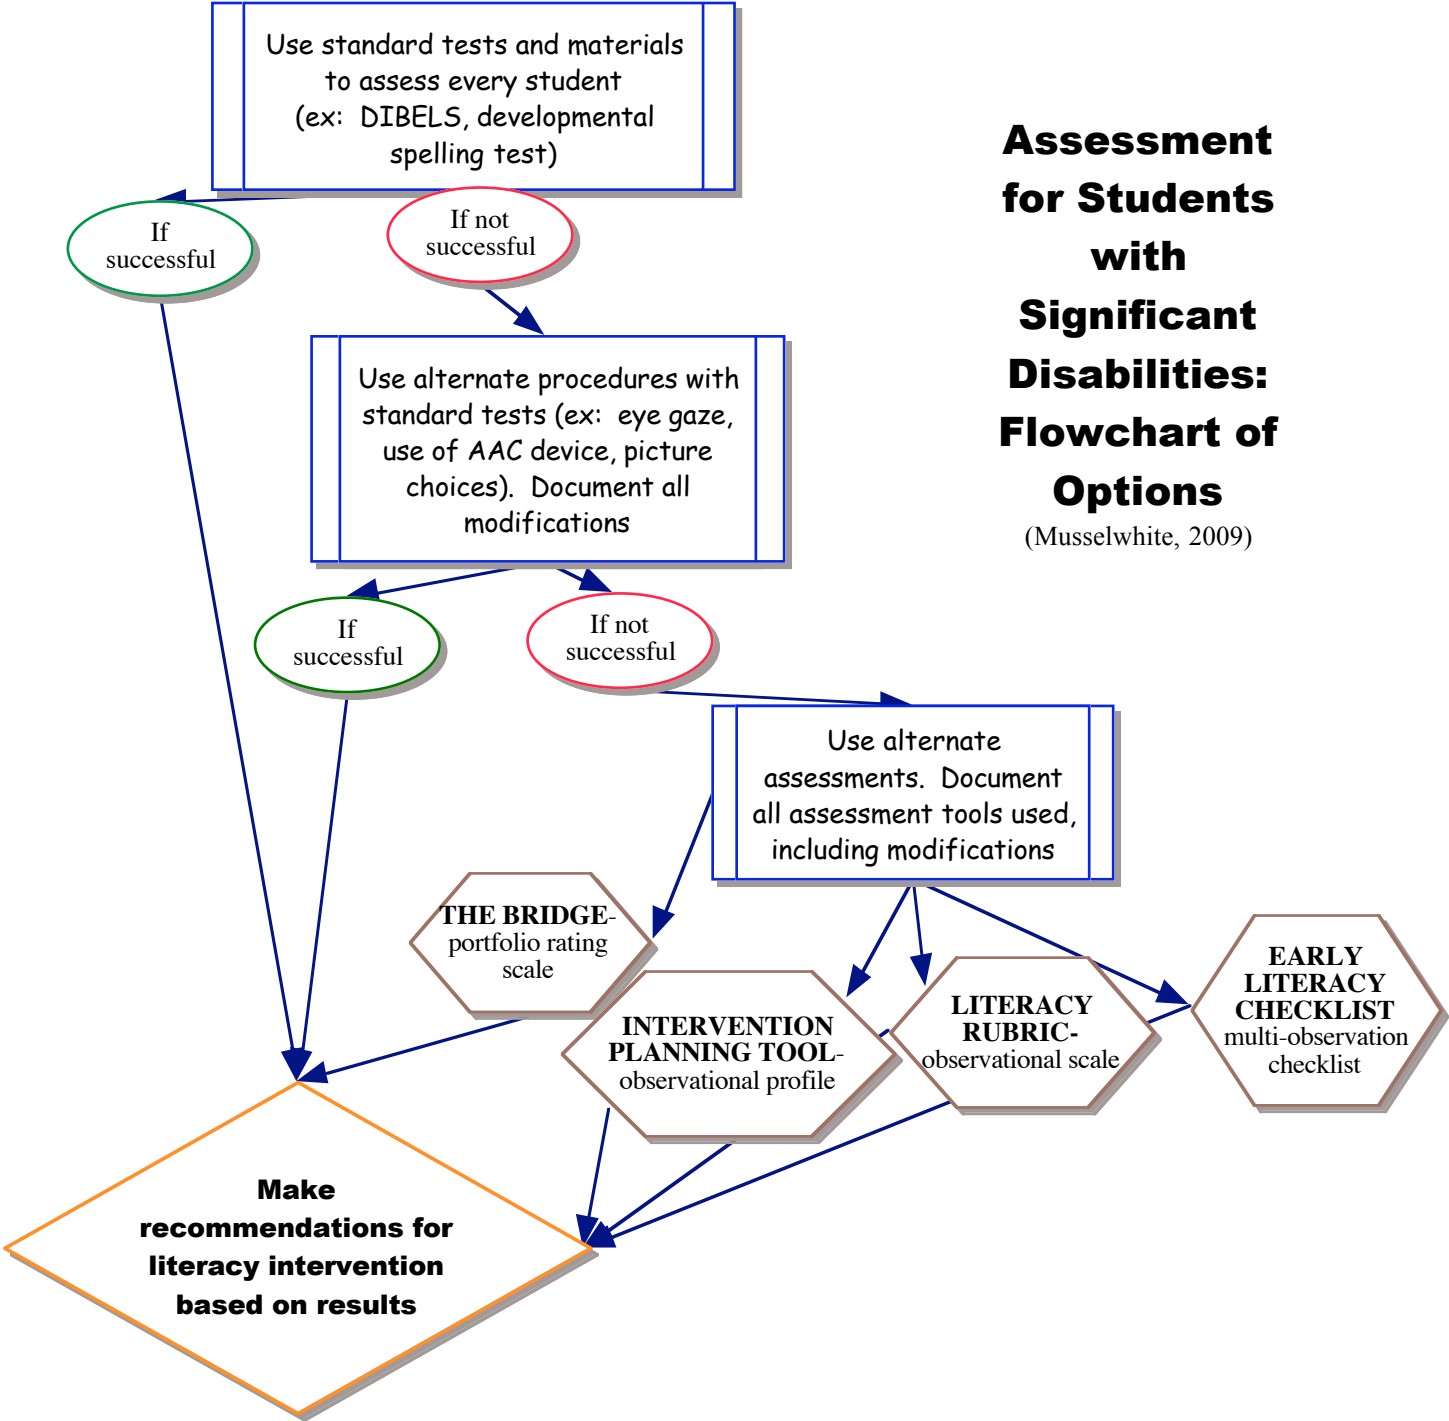 Use standard tests and materials
to assess every student
(ex:  DIBELS, developmental
spelling test)
Assessment
for Students
with
Significant
Disabilities:
Flowchart of
Options
(Musselwhite, 2009)
If
successful
If not
successful
Use alternate procedures with
standard tests (ex:  eye gaze,
use of AAC device, picture
choices).  Document all
modifications
If
successful
If not
successful
Use alternate
assessments.  Document
all assessment tools used,
including modifications
THE BRIDGE-
portfolio rating
scale
INTERVENTION
PLANNING TOOL-
observational profile
LITERACY
RUBRIC-
observational scale
EARLY
LITERACY
CHECKLIST
multi-observation
checklist
Make
recommendations for
literacy intervention
based on results